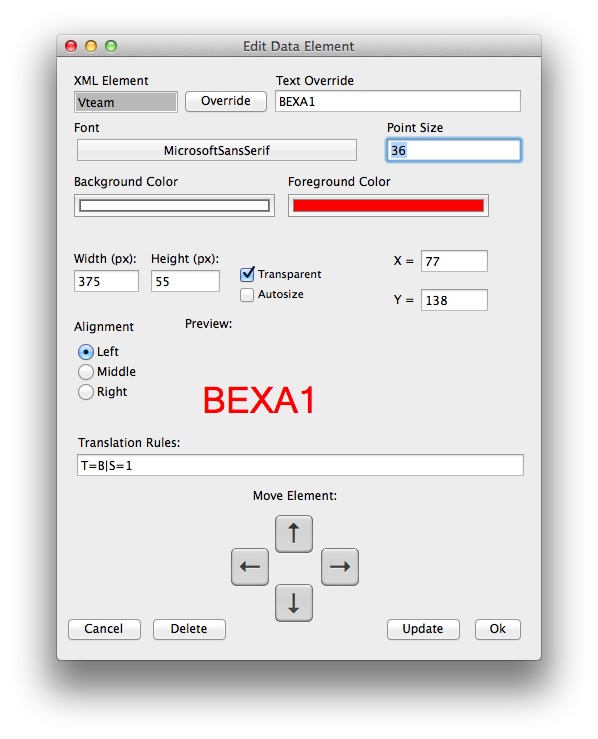 Edit Data Element
XML Element
Text Override
Vteam
Override
BEXA1
Font
Point Size
MicrosoftSansSerif
36
Background Color
Foreground Color
Width (px):
Height (px):
375
55
Transparent
Autosize
X = 77
Y = 138
Alignment
Preview:
Left
Middle
Right
BEXA1
Translation Rules:
T=B|S=1
Move Element:
↑
←
→
↓
Cancel
Delete
Update
Ok